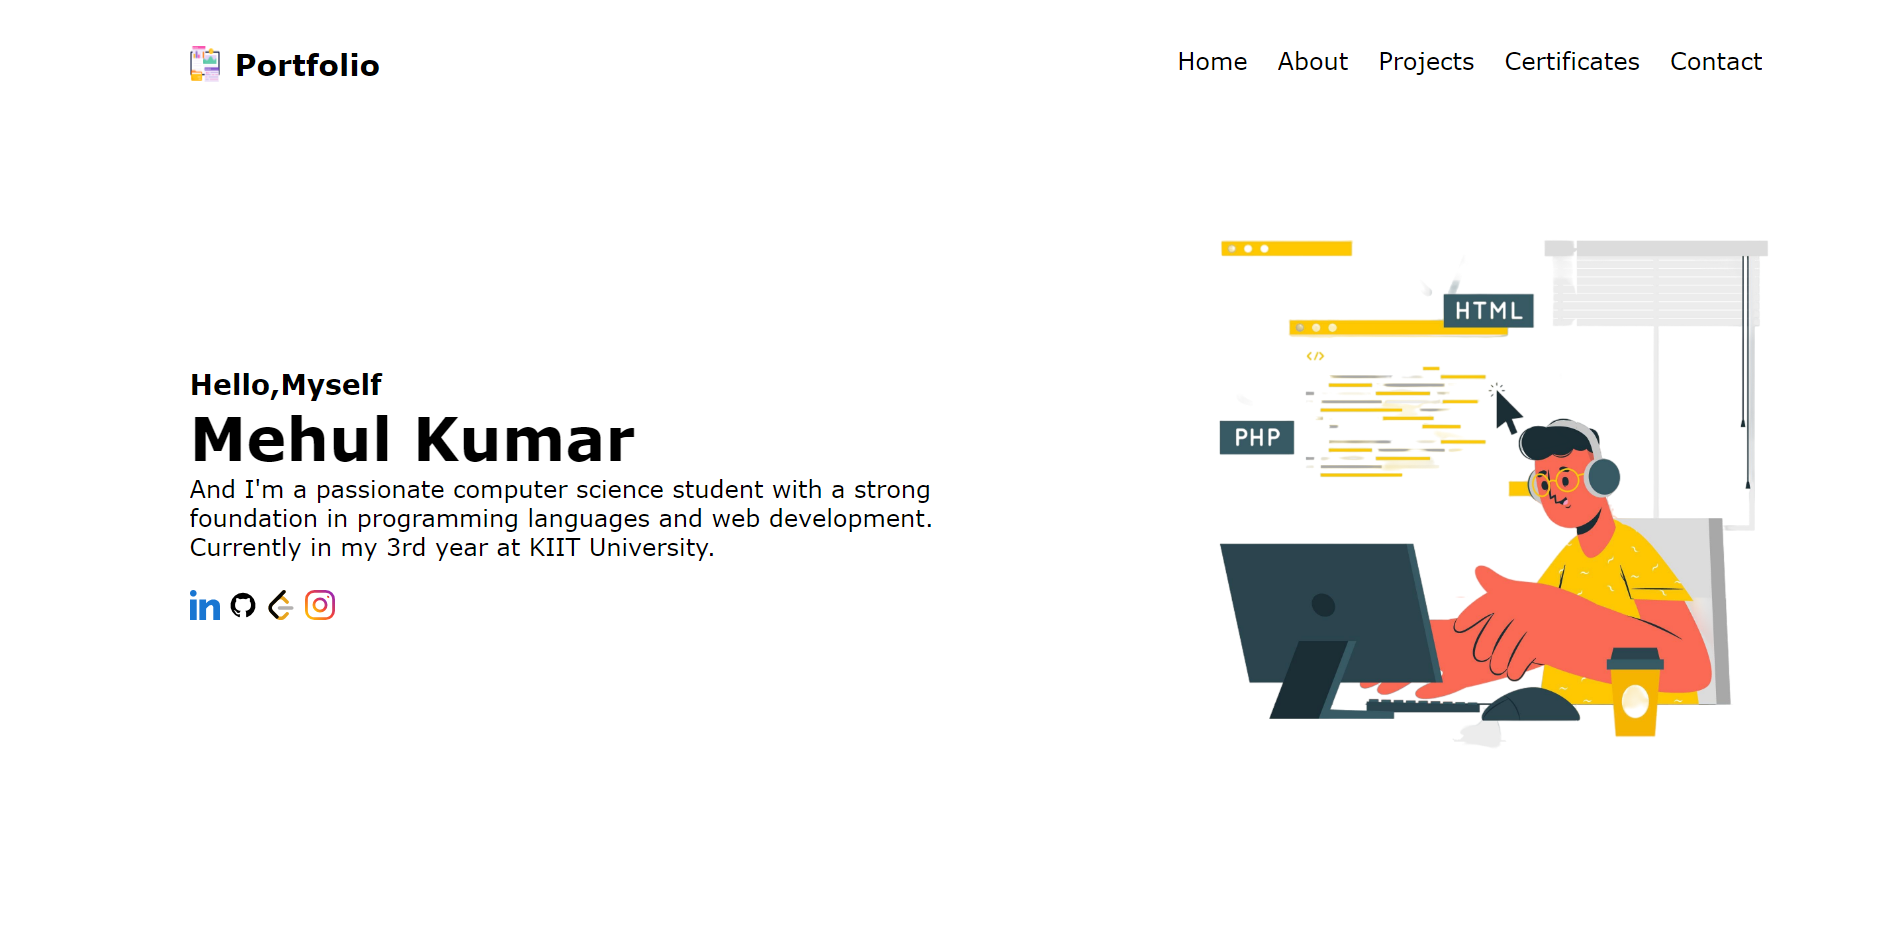 Portfolio
Home About Projects Certificates Contact
HTML
</>
Hello,Myself
Mehul Kumar
PHP
And I'm a passionate computer science student with a strong
foundation in programming languages and web development.
Currently in my 3rd year at KIIT University.
in